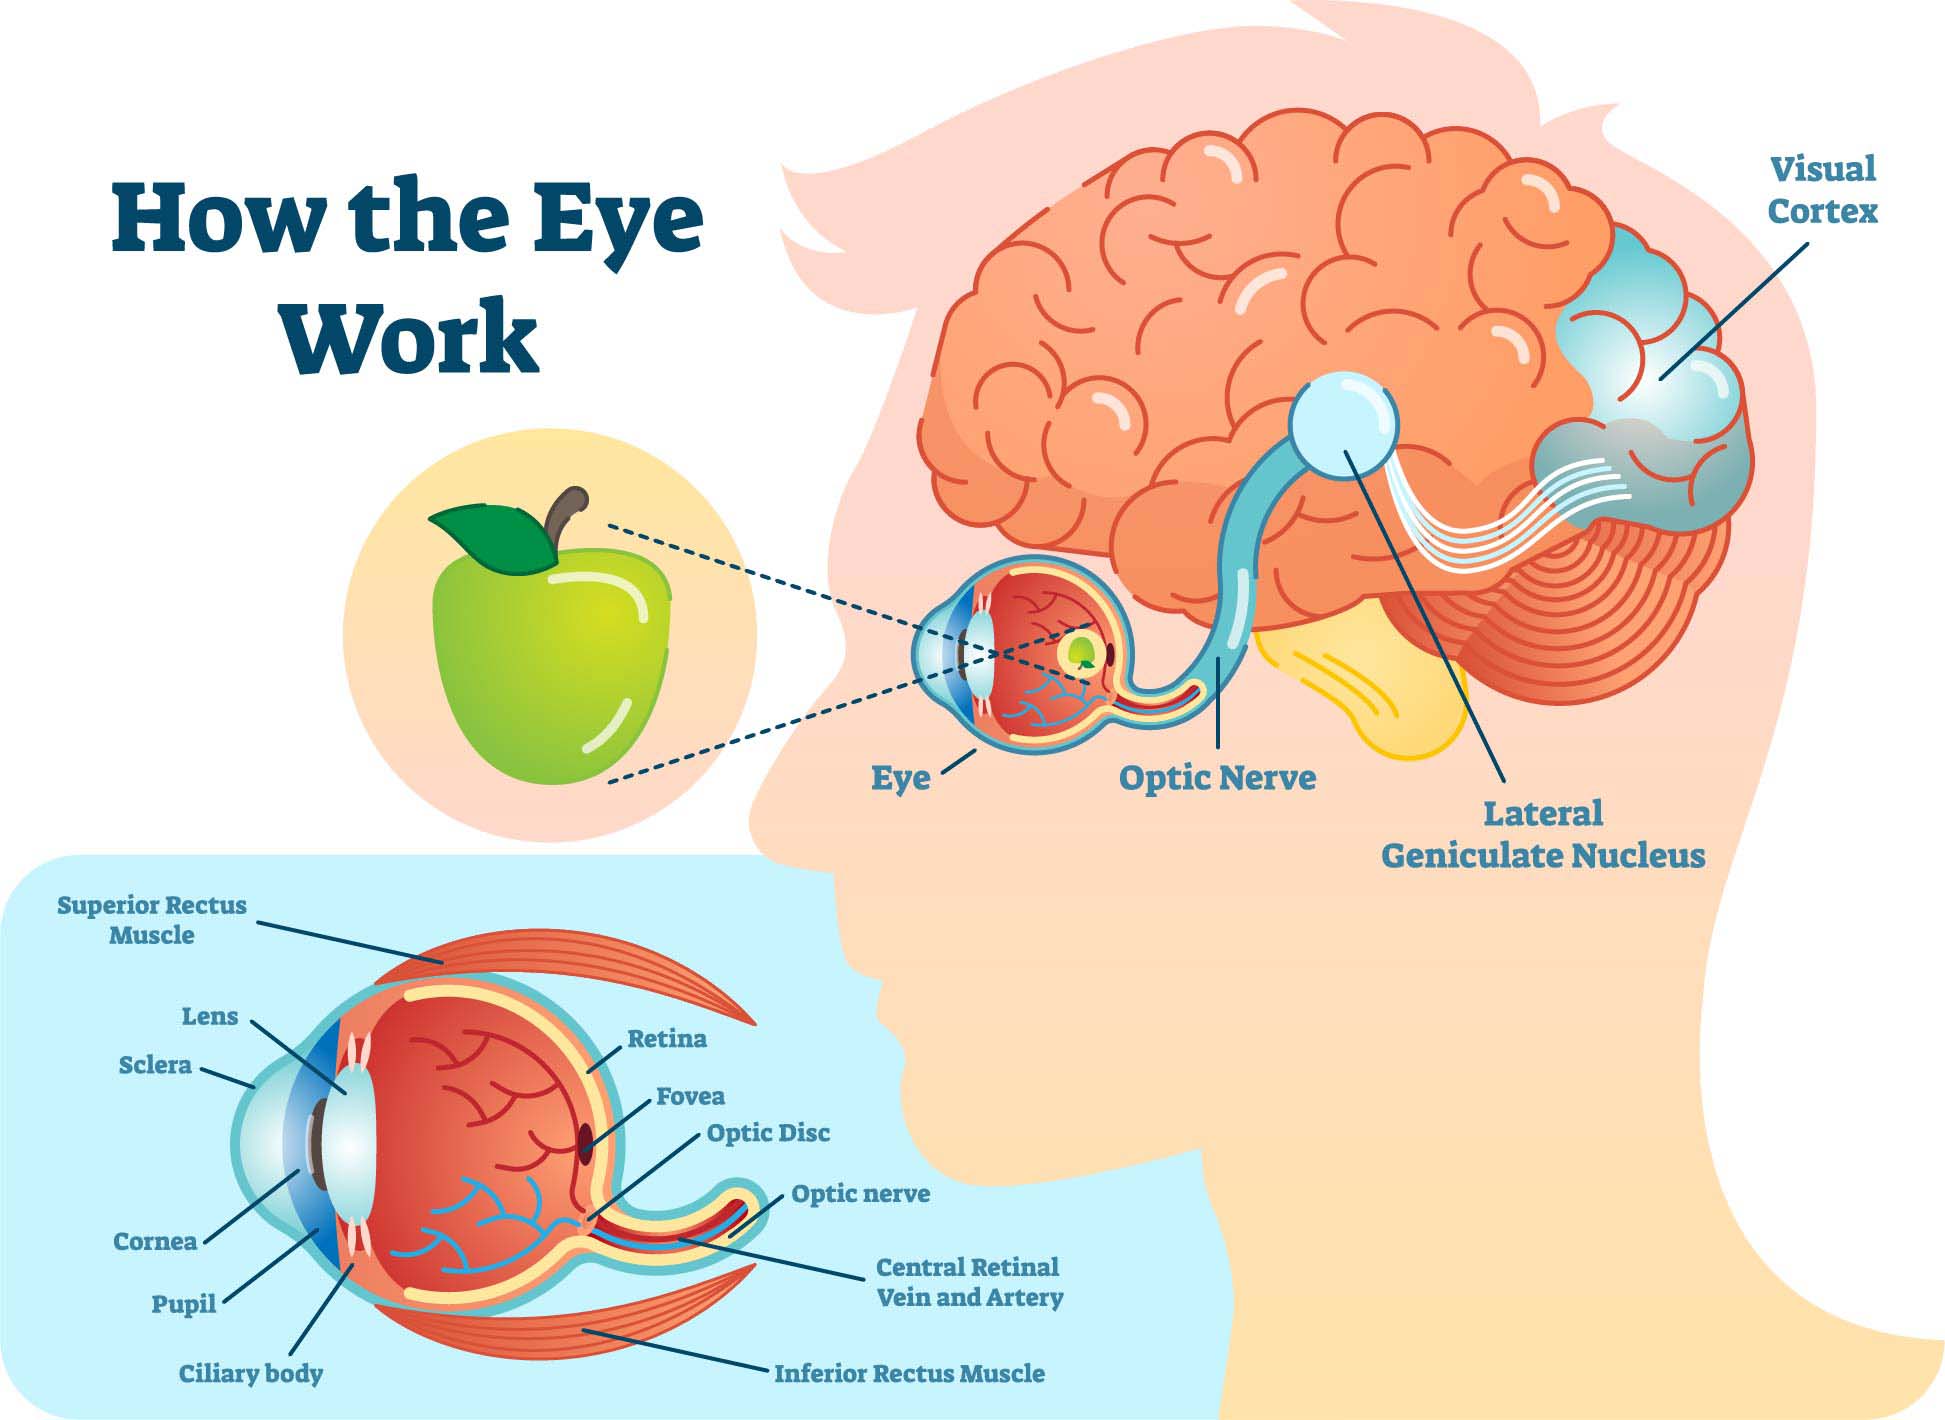 How the Eye
Work
Visual
Cortex
Eye
Optic Nerve
Lateral
Geniculate Nucleus
Superior Rectus
Muscle
Lens
Sclera
Cornea
Pupil
Ciliary body
Retina
Fovea
Optic Disc
Optic nerve
Central Retinal
Vein and Artery
Inferior Rectus Muscle